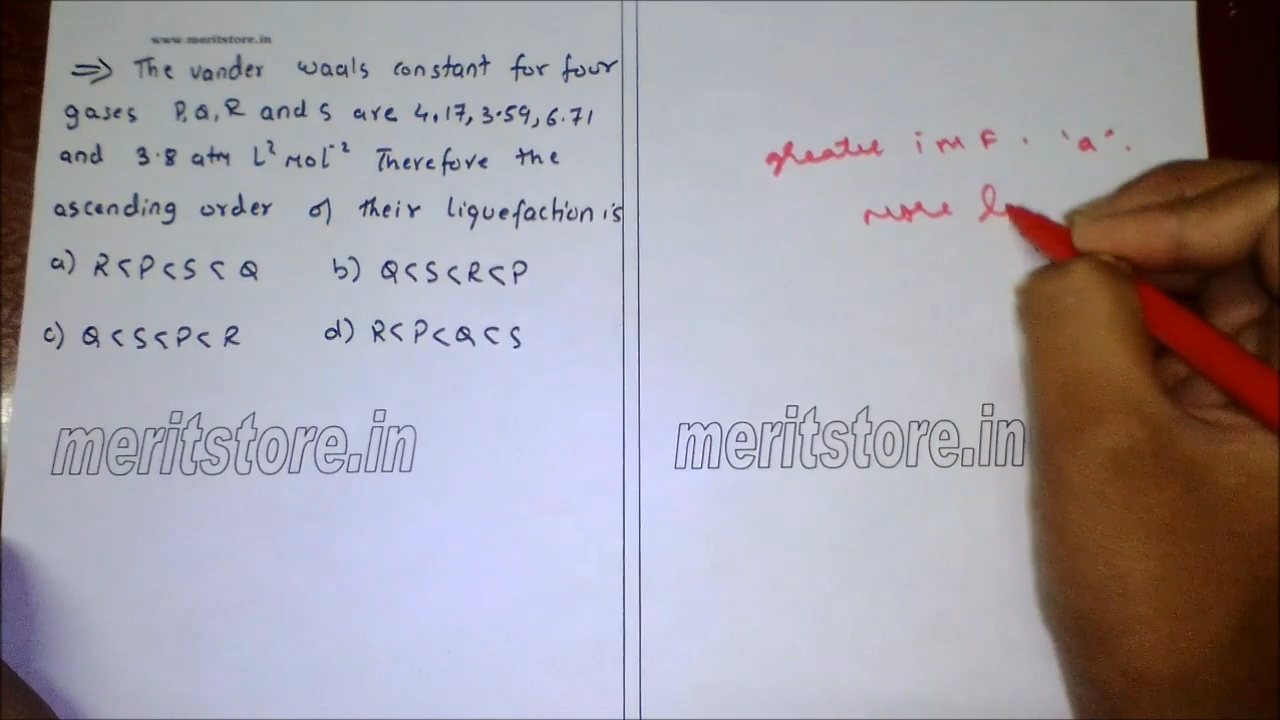 www.meritstore.in
⇒ The vander waals constant for four
gases P,Q,R and S are 4.17,3.59,6.71
and 3.8 atm L² mol⁻² Therefore the
ascending order of their liquefaction is
a) R<P<S<Q b) Q<S<R<P
c) Q<S<P<R d) R<P<Q<S
meritstore.in
greater imF. 'a'.
more
meritstore.in